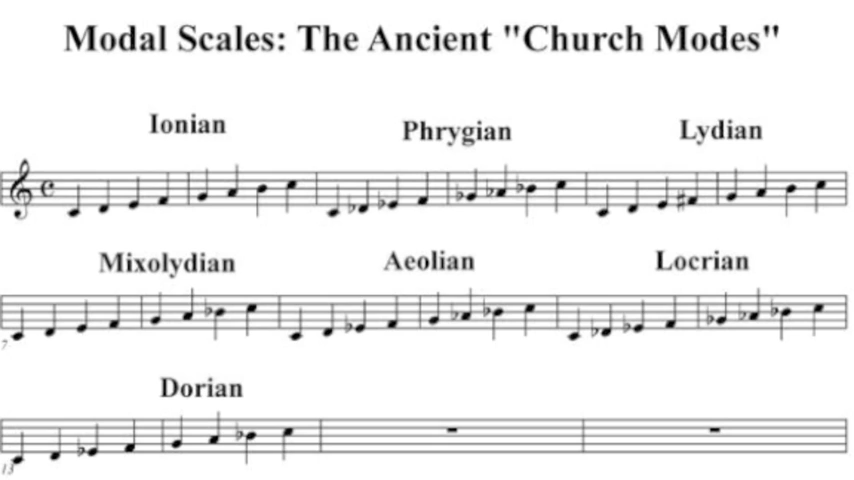 Modal Scales: The Ancient "Church Modes"
Ionian Phrygian Lydian
Mixolydian Aeolian Locrian
7
Dorian
13